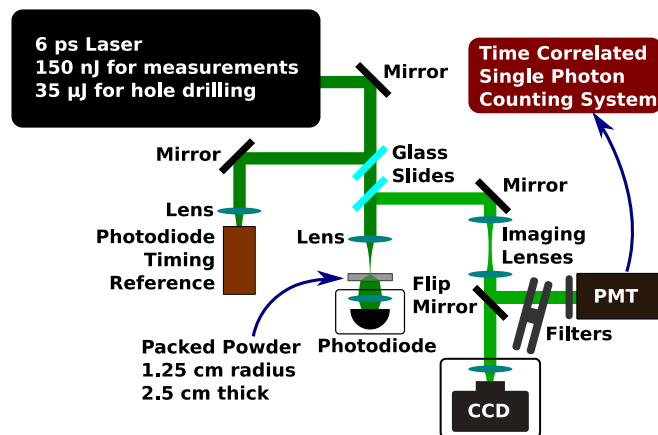 6 ps Laser
150 nJ for measurements
35 μJ for hole drilling
Mirror
Time Correlated
Single Photon
Counting System
Mirror
Glass
Slides
Mirror
Lens
Photodiode
Timing
Reference
Lens
Imaging
Lenses
Flip
Mirror
PMT
Filters
Photodiode
Packed Powder
1.25 cm radius
2.5 cm thick
CCD